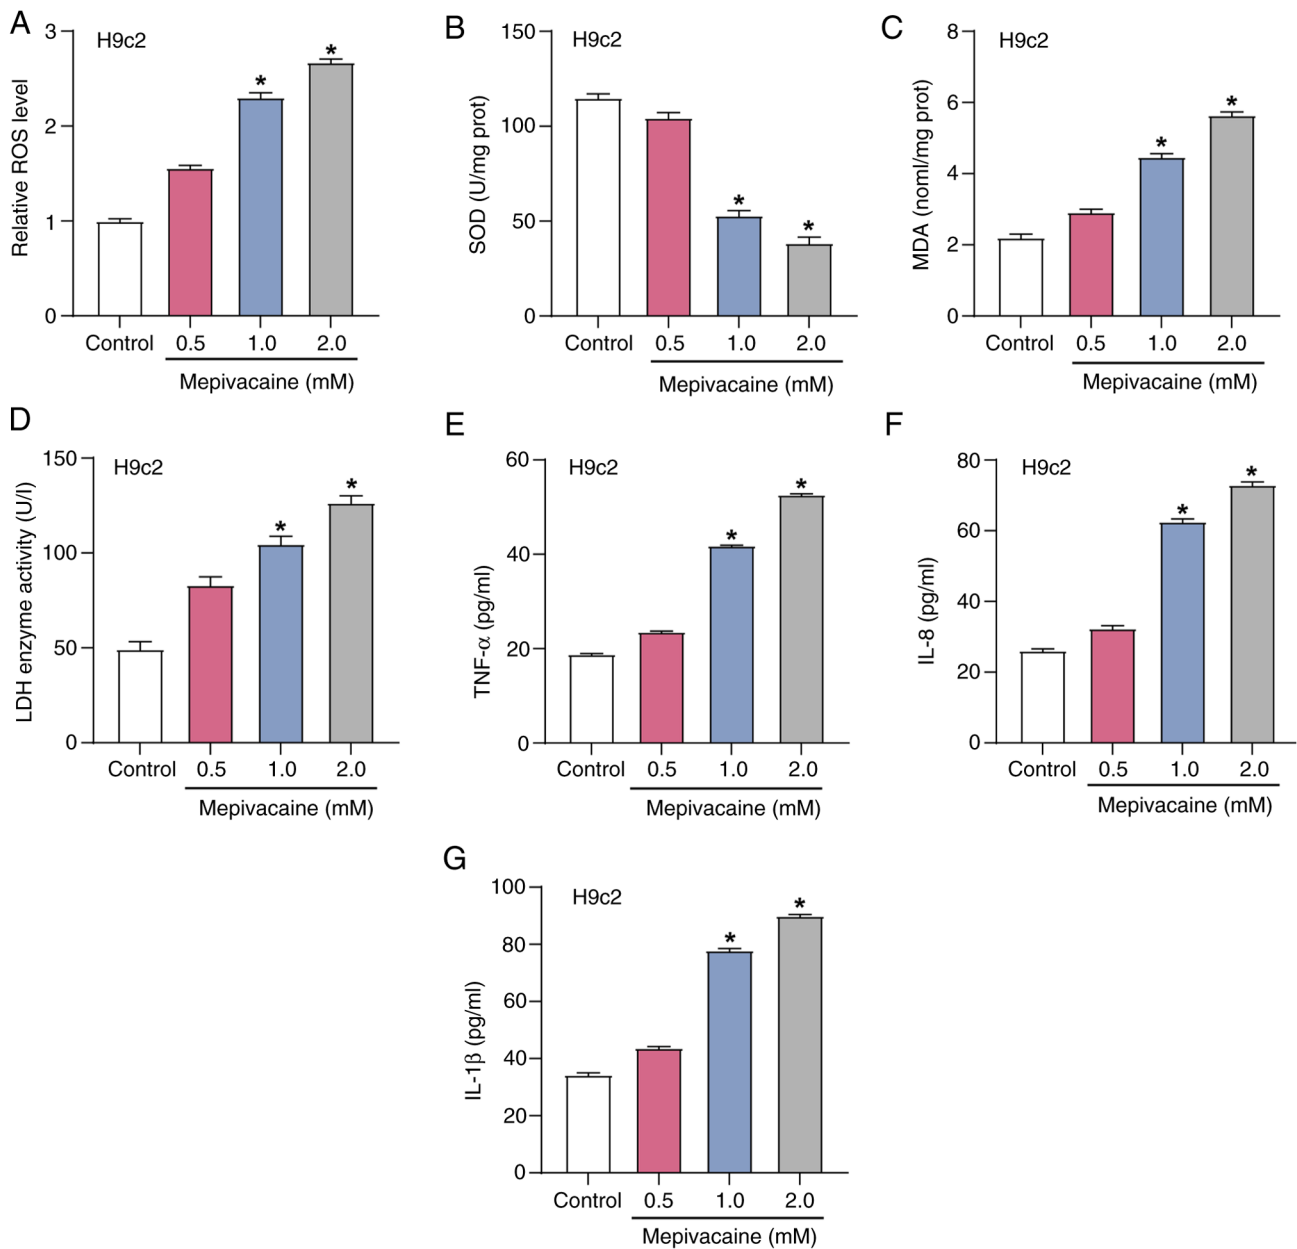 A
H9c2
Relative ROS level
3
2
1
0
*
*
Control 0.5 1.0 2.0
Mepivacaine (mM)
B
H9c2
SOD (U/mg prot)
150
100
50
0
*
*
Control 0.5 1.0 2.0
Mepivacaine (mM)
C
H9c2
MDA (noml/mg prot)
8
6
4
2
0
*
*
Control 0.5 1.0 2.0
Mepivacaine (mM)
D
H9c2
LDH enzyme activity (U/l)
150
100
50
0
*
*
Control 0.5 1.0 2.0
Mepivacaine (mM)
E
H9c2
TNF-α (pg/ml)
60
40
20
0
*
*
Control 0.5 1.0 2.0
Mepivacaine (mM)
F
H9c2
IL-8 (pg/ml)
80
60
40
20
0
*
*
Control 0.5 1.0 2.0
Mepivacaine (mM)
G
H9c2
IL-1β (pg/ml)
100
80
60
40
20
0
*
*
Control 0.5 1.0 2.0
Mepivacaine (mM)